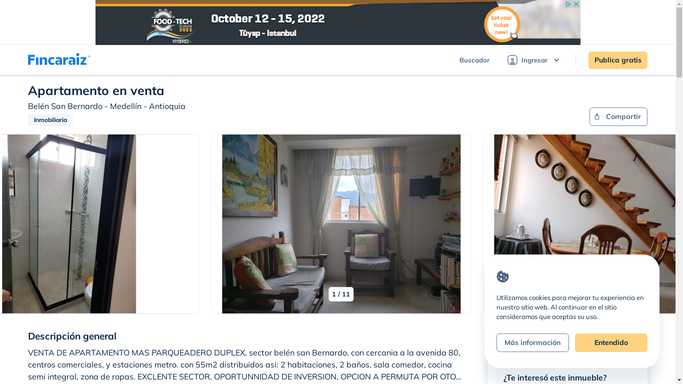 October 12 - 15, 2022
FOOD - TECH
Tüyap - Istanbul
Get your ticket now!
Fincaraiz
Buscador
Ingresar
Publica gratis
Apartamento en venta
Belén San Bernardo - Medellín - Antioquia
Inmobiliaria
Compartir
1 / 11
Utilizamos cookies para mejorar tu experiencia en
nuestro sitio web. Al continuar en el sitio
consideramos que aceptas su uso.
Más información
Entendido
Descripción general
VENTA DE APARTAMENTO MAS PARQUEADERO DUPLEX, sector belén san Bernardo, con cercania a la avenida 80,
centros comerciales, y estaciones metro. con 55m2 distribuidos asi: 2 habitaciones, 2 baños, sala comedor, cocina
semi integral, zona de ropas. EXCLENTE SECTOR, OPORTUNNIDAD DE INVERSION, OPCION A PERMUTA POR OTO...
¿Te interesó este inmueble?